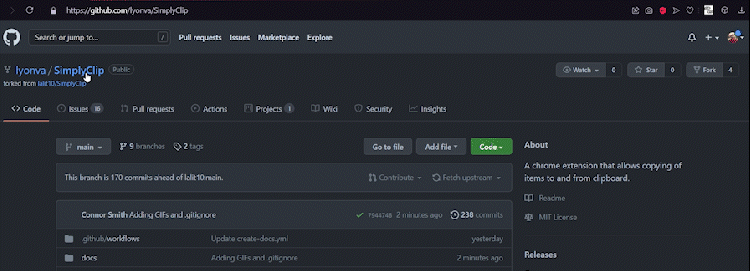 https://github.com/lyonva/SimplyClip
Search or jump to... / Pull requests Issues Marketplace Explore
lyonva / SimplyClip Public Watch 0 Star 0 Fork 4
forked from lalit10/SimplyClip
Code Issues 10 Pull requests Actions Projects 1 Wiki Security Insights
main 9 branches 2 tags Go to file Add file Code About
A chrome extension that allows copying of
items to and from clipboard.
This branch is 170 commits ahead of lalit10:main. Contribute Fetch upstream
Readme
Connor Smith Adding GIFs and .gitignore 2 minutes ago 238 commits
MIT License
.github/workflows Update create-docs.yml yesterday
docs Adding GIFs and .gitignore 2 minutes ago
Releases